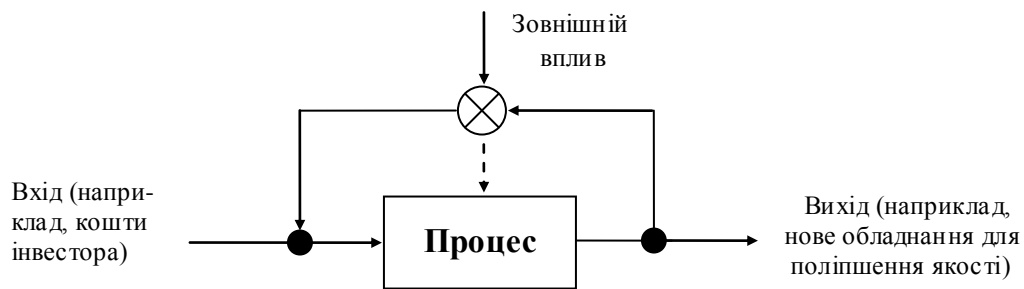 Зовнішній
вплив
Вхід (напри-
клад, кошти
інвестора)
Процес
Вихід (наприклад,
нове обладнання для
поліпшення якості)